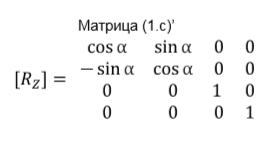 Матрица (1.c)’
cos α sin α 0 0
− sin α cos α 0 0
[R_Z] =
0 0 1 0
0 0 0 1